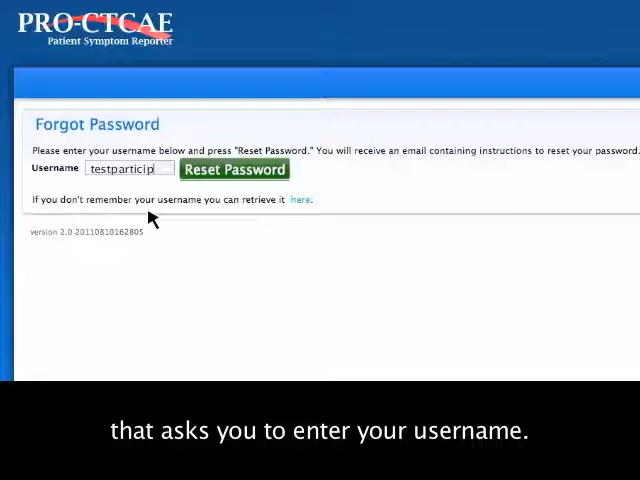 PRO-CTCAE
Patient Symptom Reporter
Forgot Password
Please enter your username below and press "Reset Password." You will receive an email containing instructions to reset your password.
Username testparticip Reset Password
If you don't remember your username you can retrieve it here.
version 2.0 20110810162805
that asks you to enter your username.